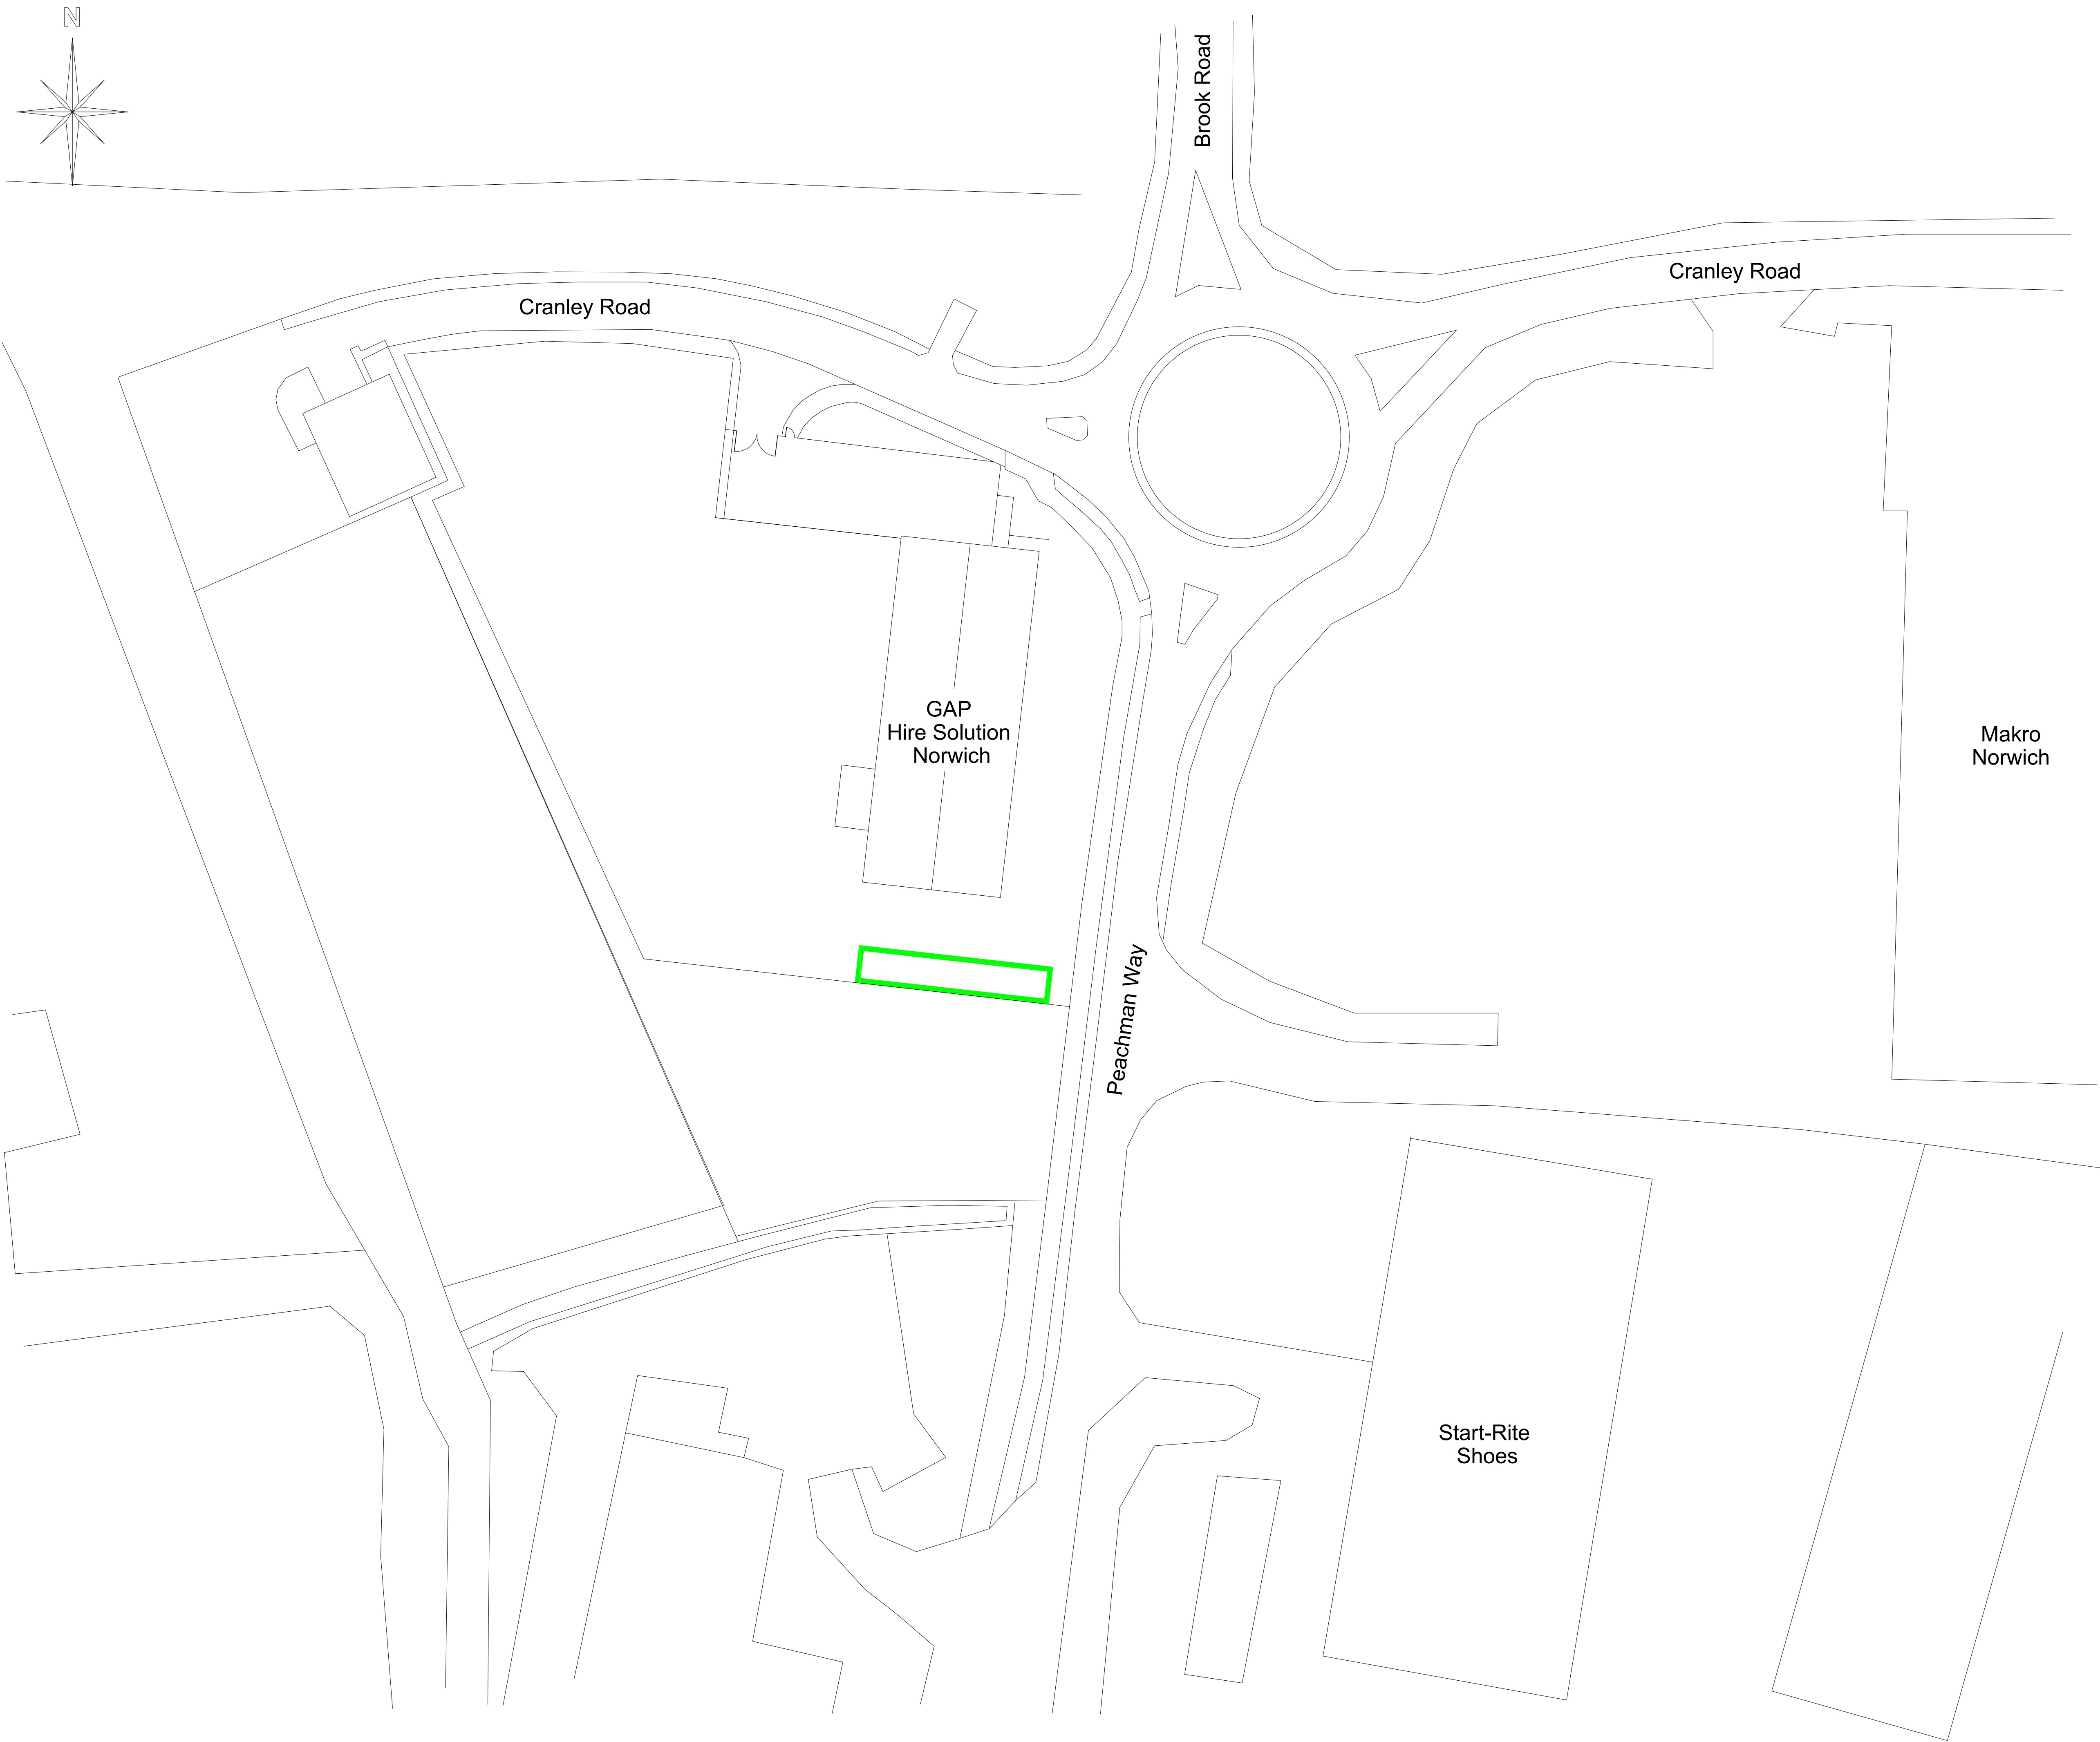 N
Brook Road
Cranley Road
Cranley Road
GAP
Hire Solution
Norwich
Makro
Norwich
Peachman Way
Start-Rite
Shoes